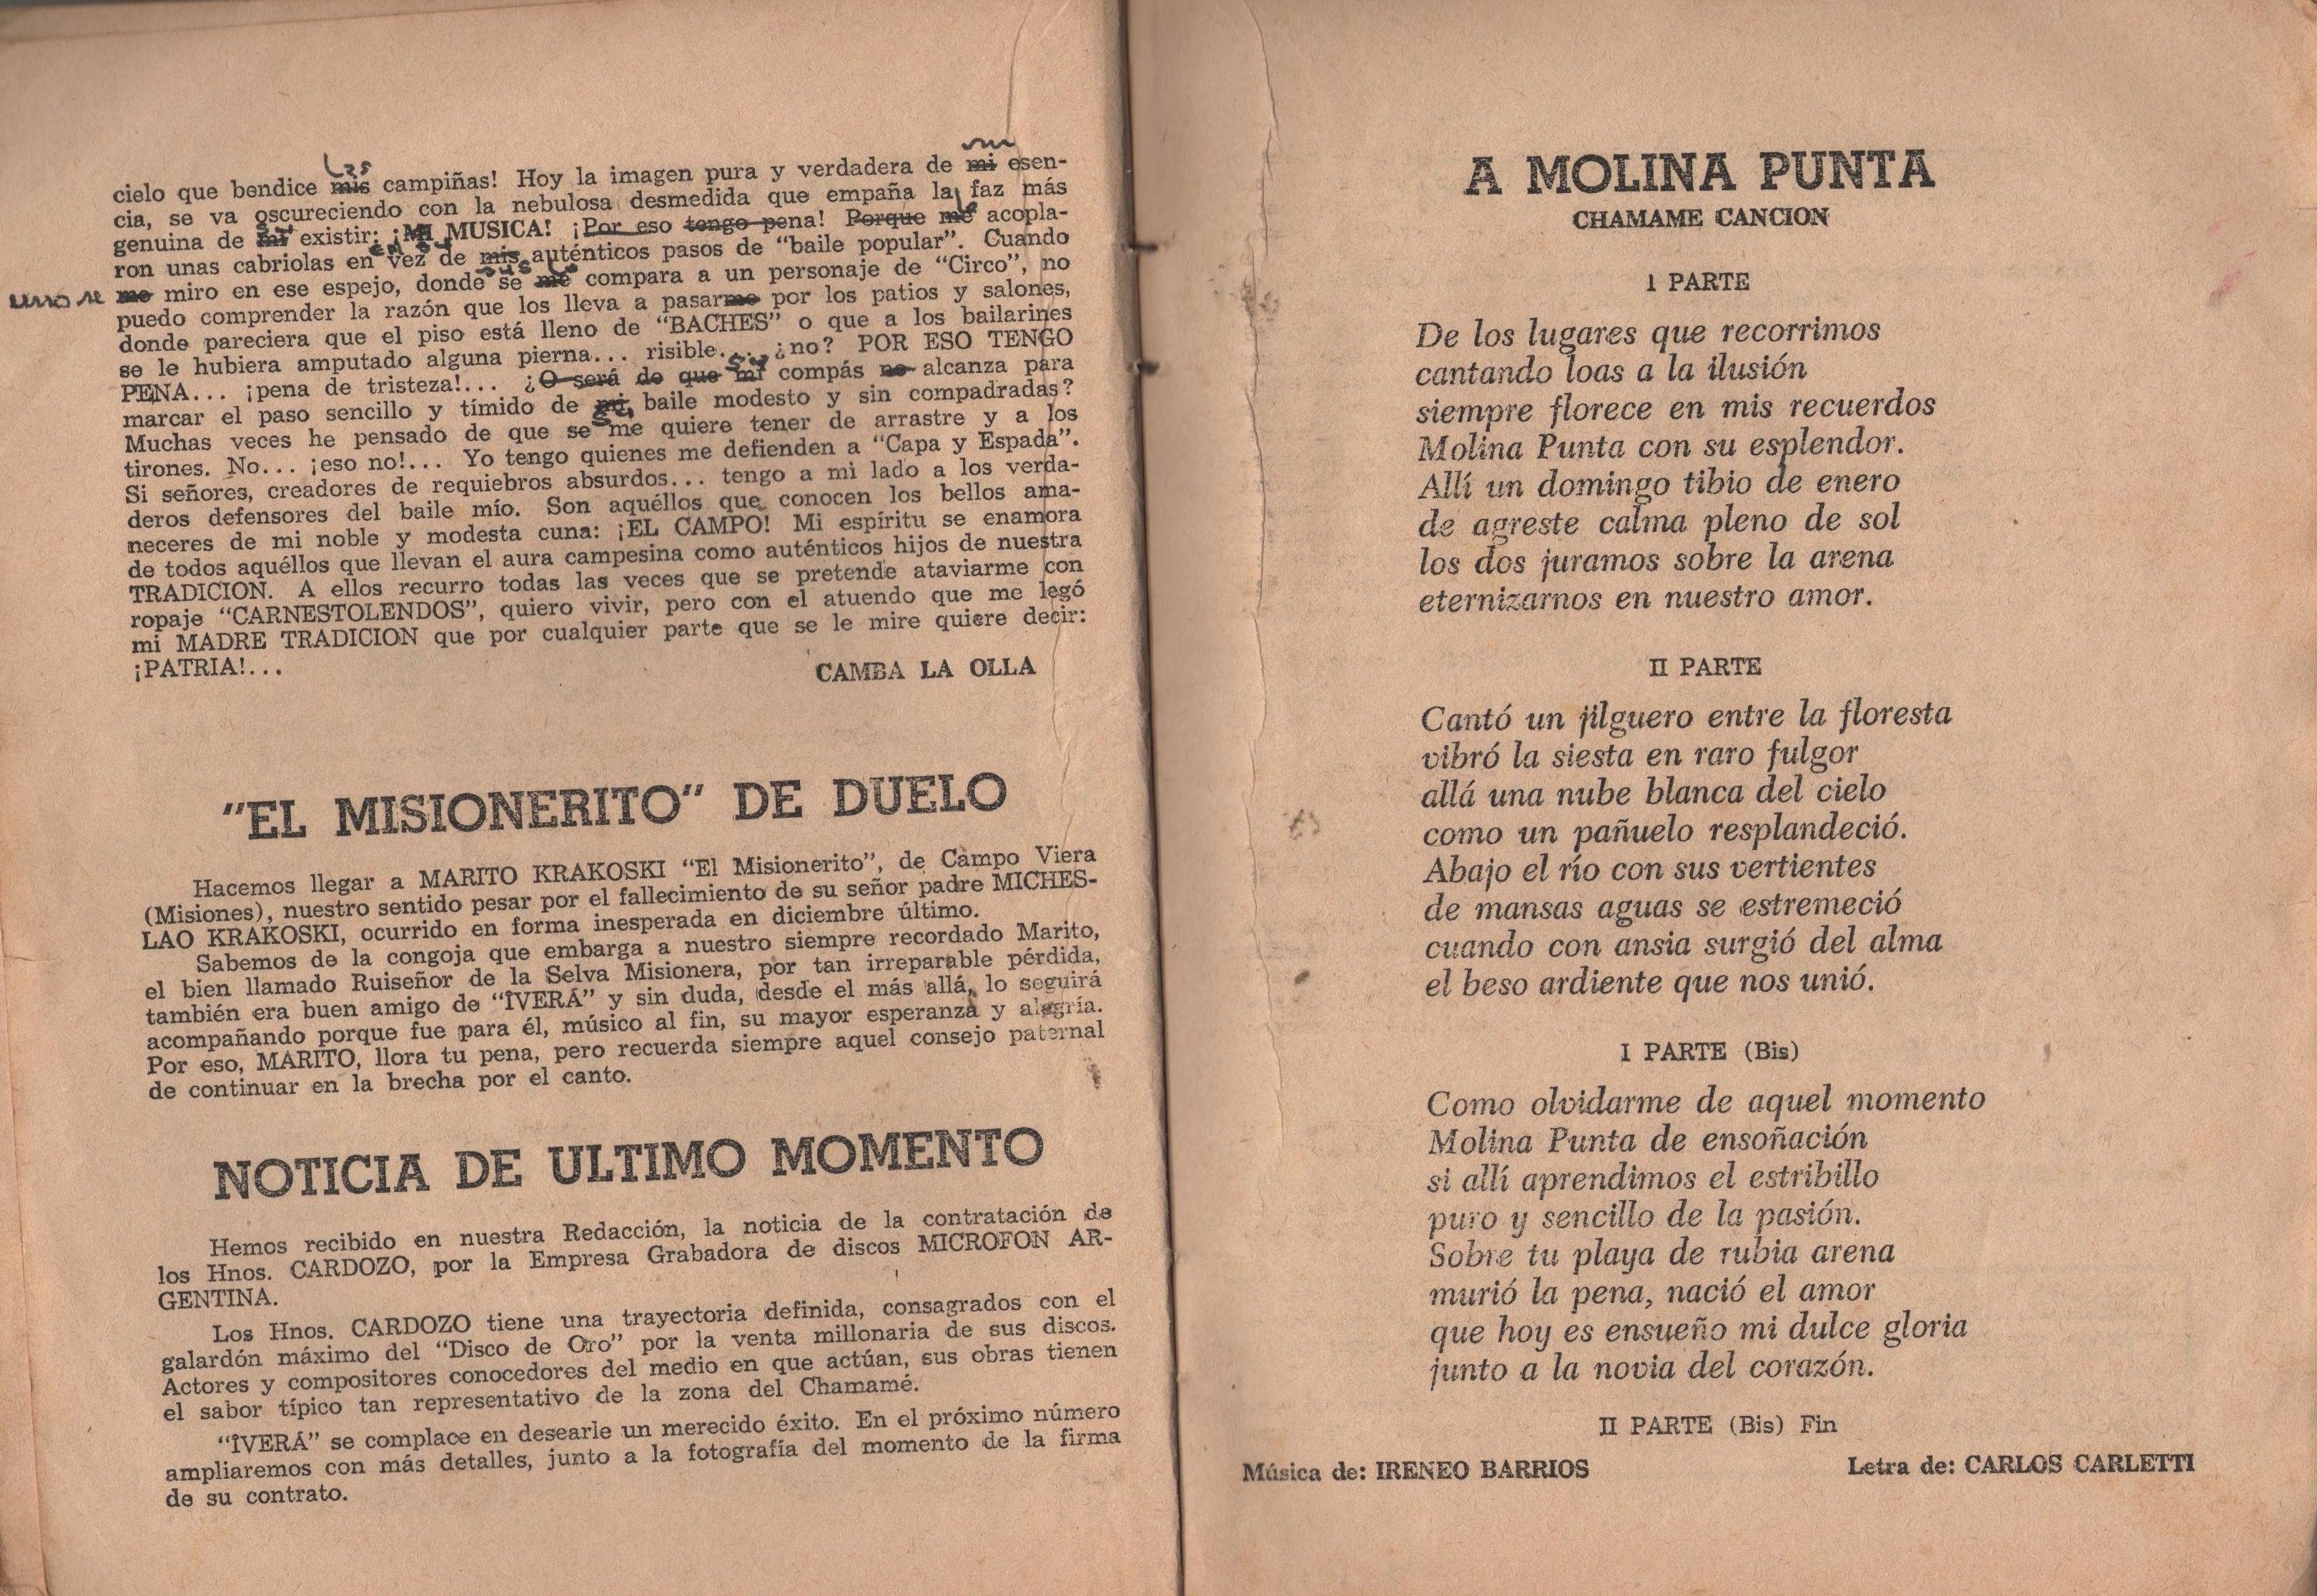 cielo que bendice mis campiñas! Hoy la imagen pura y verdadera de mi esen-
cia, se va oscureciendo con la nebulosa desmedida que empaña la faz más
genuina de mi existir: ¡MI MUSICA! ¡Por eso tengo pena! Porque me acopla-
ron unas cabriolas en vez de mis auténticos pasos de "baile popular". Cuando
me miro en ese espejo, donde se me compara a un personaje de "Circo", no
puedo comprender la razón que los lleva a pasarme por los patios y salones,
donde pareciera que el piso está lleno de "BACHES" o que a los bailarines
se le hubiera amputado alguna pierna... risible... ¿no? POR ESO TENGO
PENA... ¡pena de tristeza!... ¿O será de que mi compás no alcanza para
marcar el paso sencillo y tímido de mi baile modesto y sin compadradas?
Muchas veces he pensado de que se me quiere tener de arrastre y a los
tirones. No... ¡eso no!... Yo tengo quienes me defienden a "Capa y Espada".
Si señores, creadores de requiebros absurdos... tengo a mi lado a los verda-
deros defensores del baile mío. Son aquéllos que conocen los bellos ama-
neceres de mi noble y modesta cuna: ¡EL CAMPO! Mi espíritu se enamora
de todos aquéllos que llevan el aura campesina como auténticos hijos de nuestra
TRADICION. A ellos recurro todas las veces que se pretende ataviarme con
ropaje "CARNESTOLENDOS", quiero vivir, pero con el atuendo que me legó
mi MADRE TRADICION que por cualquier parte que se le mire quiere decir:
¡PATRIA!...
CAMBA LA OLLA
"EL MISIONERITO" DE DUELO
Hacemos llegar a MARITO KRAKOSKI "El Misionerito", de Campo Viera
(Misiones), nuestro sentido pesar por el fallecimiento de su señor padre MICHES-
LAO KRAKOSKI, ocurrido en forma inesperada en diciembre último.
Sabemos de la congoja que embarga a nuestro siempre recordado Marito,
el bien llamado Ruiseñor de la Selva Misionera, por tan irreparable pérdida,
también era buen amigo de "ÎVERÁ" y sin duda, desde el más allá, lo seguirá
acompañando porque fue para él, músico al fin, su mayor esperanza y alegría.
Por eso, MARITO, llora tu pena, pero recuerda siempre aquel consejo paternal
de continuar en la brecha por el canto.
NOTICIA DE ULTIMO MOMENTO
Hemos recibido en nuestra Redacción, la noticia de la contratación de
los Hnos. CARDOZO, por la Empresa Grabadora de discos MICROFON AR-
GENTINA.
Los Hnos. CARDOZO tiene una trayectoria definida, consagrados con el
galardón máximo del "Disco de Oro" por la venta millonaria de sus discos.
Actores y compositores conocedores del medio en que actúan, sus obras tienen
el sabor típico tan representativo de la zona del Chamamé.
"ÎVERÁ" se complace en desearle un merecido éxito. En el próximo número
ampliaremos con más detalles, junto a la fotografía del momento de la firma
de su contrato.
A MOLINA PUNTA
CHAMAME CANCION
I PARTE
De los lugares que recorrimos
cantando loas a la ilusión
siempre florece en mis recuerdos
Molina Punta con su esplendor.
Allí un domingo tibio de enero
de agreste calma pleno de sol
los dos juramos sobre la arena
eternizarnos en nuestro amor.
II PARTE
Cantó un jilguero entre la floresta
vibró la siesta en raro fulgor
allá una nube blanca del cielo
como un pañuelo resplandeció.
Abajo el río con sus vertientes
de mansas aguas se estremeció
cuando con ansia surgió del alma
el beso ardiente que nos unió.
I PARTE (Bis)
Como olvidarme de aquel momento
Molina Punta de ensoñación
si allí aprendimos el estribillo
puro y sencillo de la pasión.
Sobre tu playa de rubia arena
murió la pena, nació el amor
que hoy es ensueño mi dulce gloria
junto a la novia del corazón.
II PARTE (Bis) Fin
Música de: IRENEO BARRIOS
Letra de: CARLOS CARLETTI